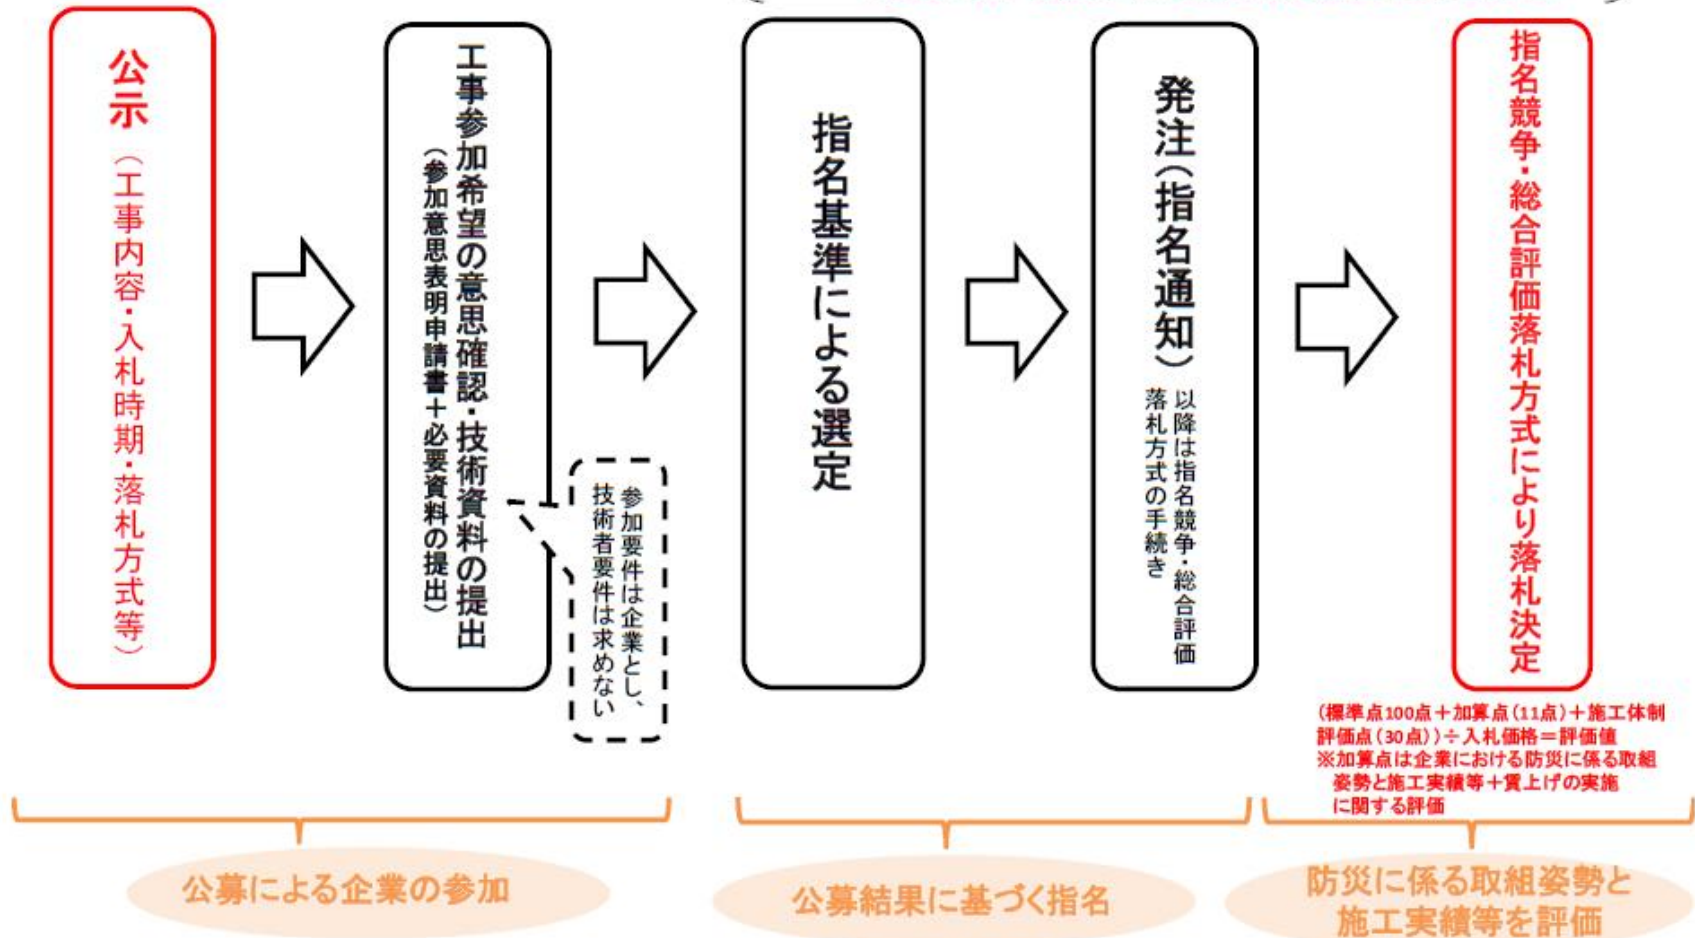 公示（工事内容・入札時期・落札方式等）
工事参加希望の意思確認・技術資料の提出
（参加意思表明申請書＋必要資料の提出）
参加要件は企業とし、
技術者要件は求めない
指名基準による選定
発注（指名通知）
以降は指名競争・総合評価
落札方式の手続き
指名競争・総合評価落札方式により落札決定
（標準点100点＋加算点（11点）＋施工体制
評価点（30点））÷入札価格＝評価値
※加算点は企業における防災に係る取組
姿勢と施工実績等＋賃上げの実施
に関する評価
公募による企業の参加
公募結果に基づく指名
防災に係る取組姿勢と
施工実績等を評価